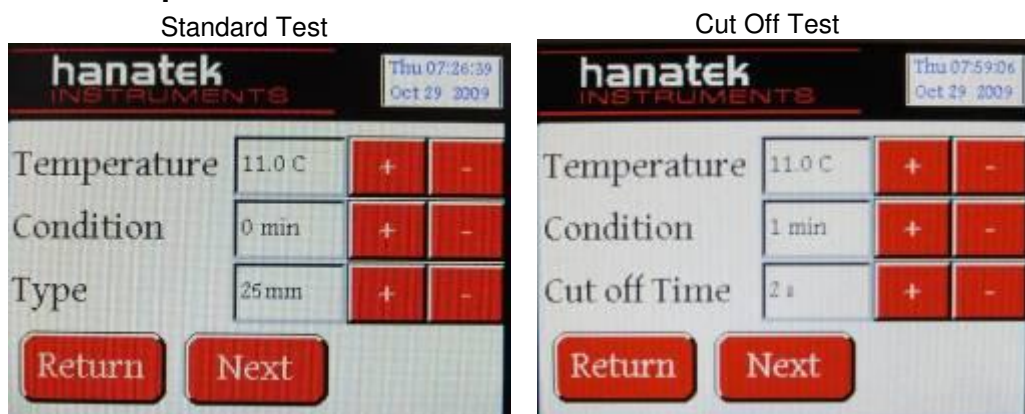 Standard Test
hanatek
INSTRUMENTS
Thu 07:26:39
Oct 29 2009
Temperature 11.0 C + -
Condition 0 min + -
Type 25mm + -
Return Next
Cut Off Test
hanatek
INSTRUMENTS
Thu 07:59:06
Oct 29 2009
Temperature 11.0 C + -
Condition 1 min + -
Cut off Time 2 s + -
Return Next